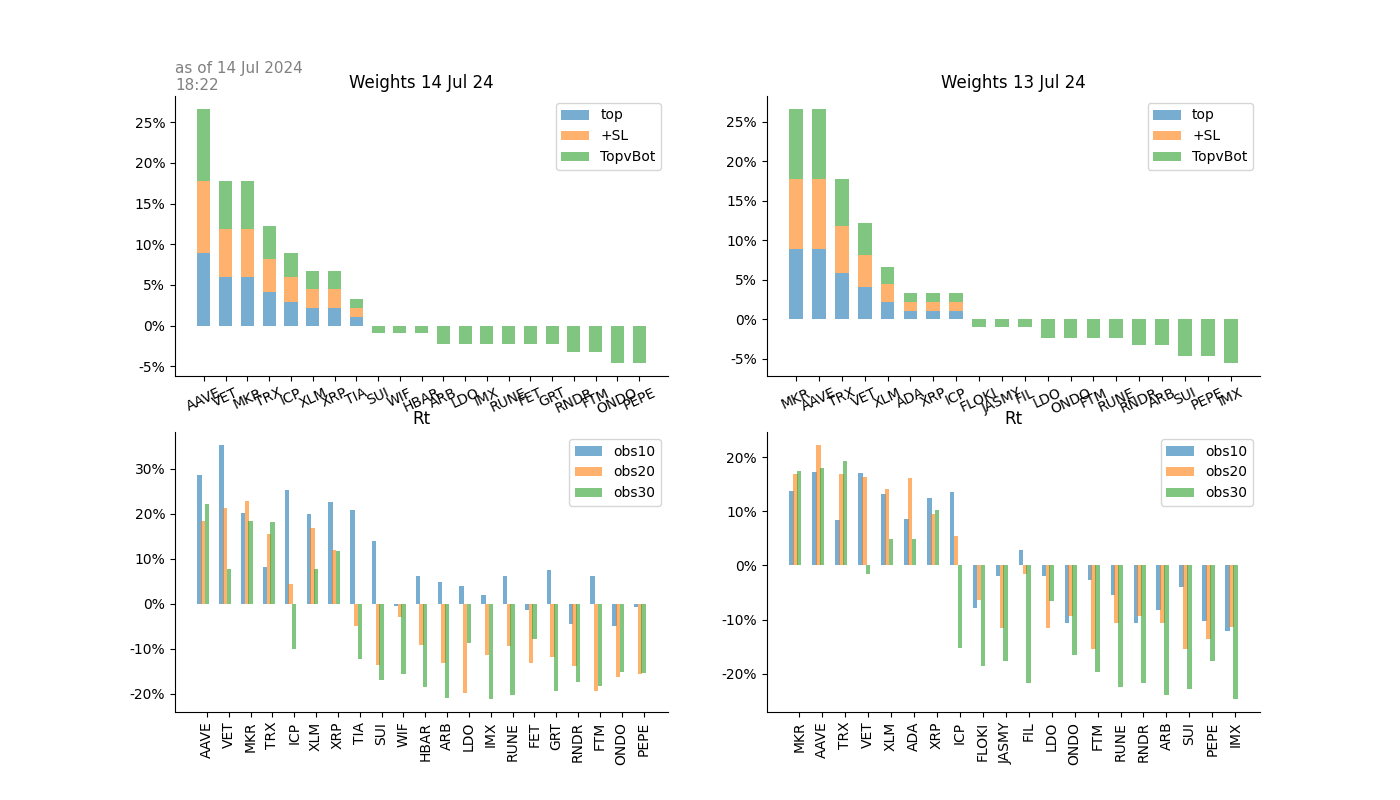 as of 14 Jul 2024
18:22
Weights 14 Jul 24
25%
20%
15%
10%
5%
0%
-5%
top
+SL
TopvBot
AAVE VET MKR TRX ICP XLM XRP TIA SUI WIF HBAR ARB LDO IMX RUNE FET GRT RNDR FTM ONDO PEPE
Weights 13 Jul 24
25%
20%
15%
10%
5%
0%
-5%
top
+SL
TopvBot
MKR AAVE TRX VET XLM ADA XRP ICP FLOKI JASMY FIL LDO ONDO FTM RUNE RNDR ARB SUI PEPE IMX
Rt
30%
20%
10%
0%
-10%
-20%
obs10
obs20
obs30
AAVE VET MKR TRX ICP XLM XRP TIA SUI WIF HBAR ARB LDO IMX RUNE FET GRT RNDR FTM ONDO PEPE
Rt
20%
10%
0%
-10%
-20%
obs10
obs20
obs30
MKR AAVE TRX VET XLM ADA XRP ICP FLOKI JASMY FIL LDO ONDO FTM RUNE RNDR ARB SUI PEPE IMX